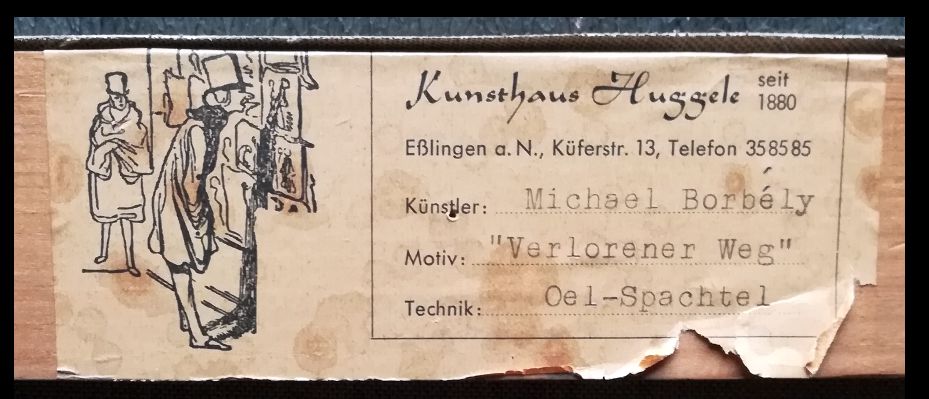 Kunsthaus Huggele seit 1880
Eßlingen a. N., Küferstr. 13, Telefon 358585
Künstler: Michael Borbély
Motiv: "Verlorener Weg"
Technik: Oel-Spachtel